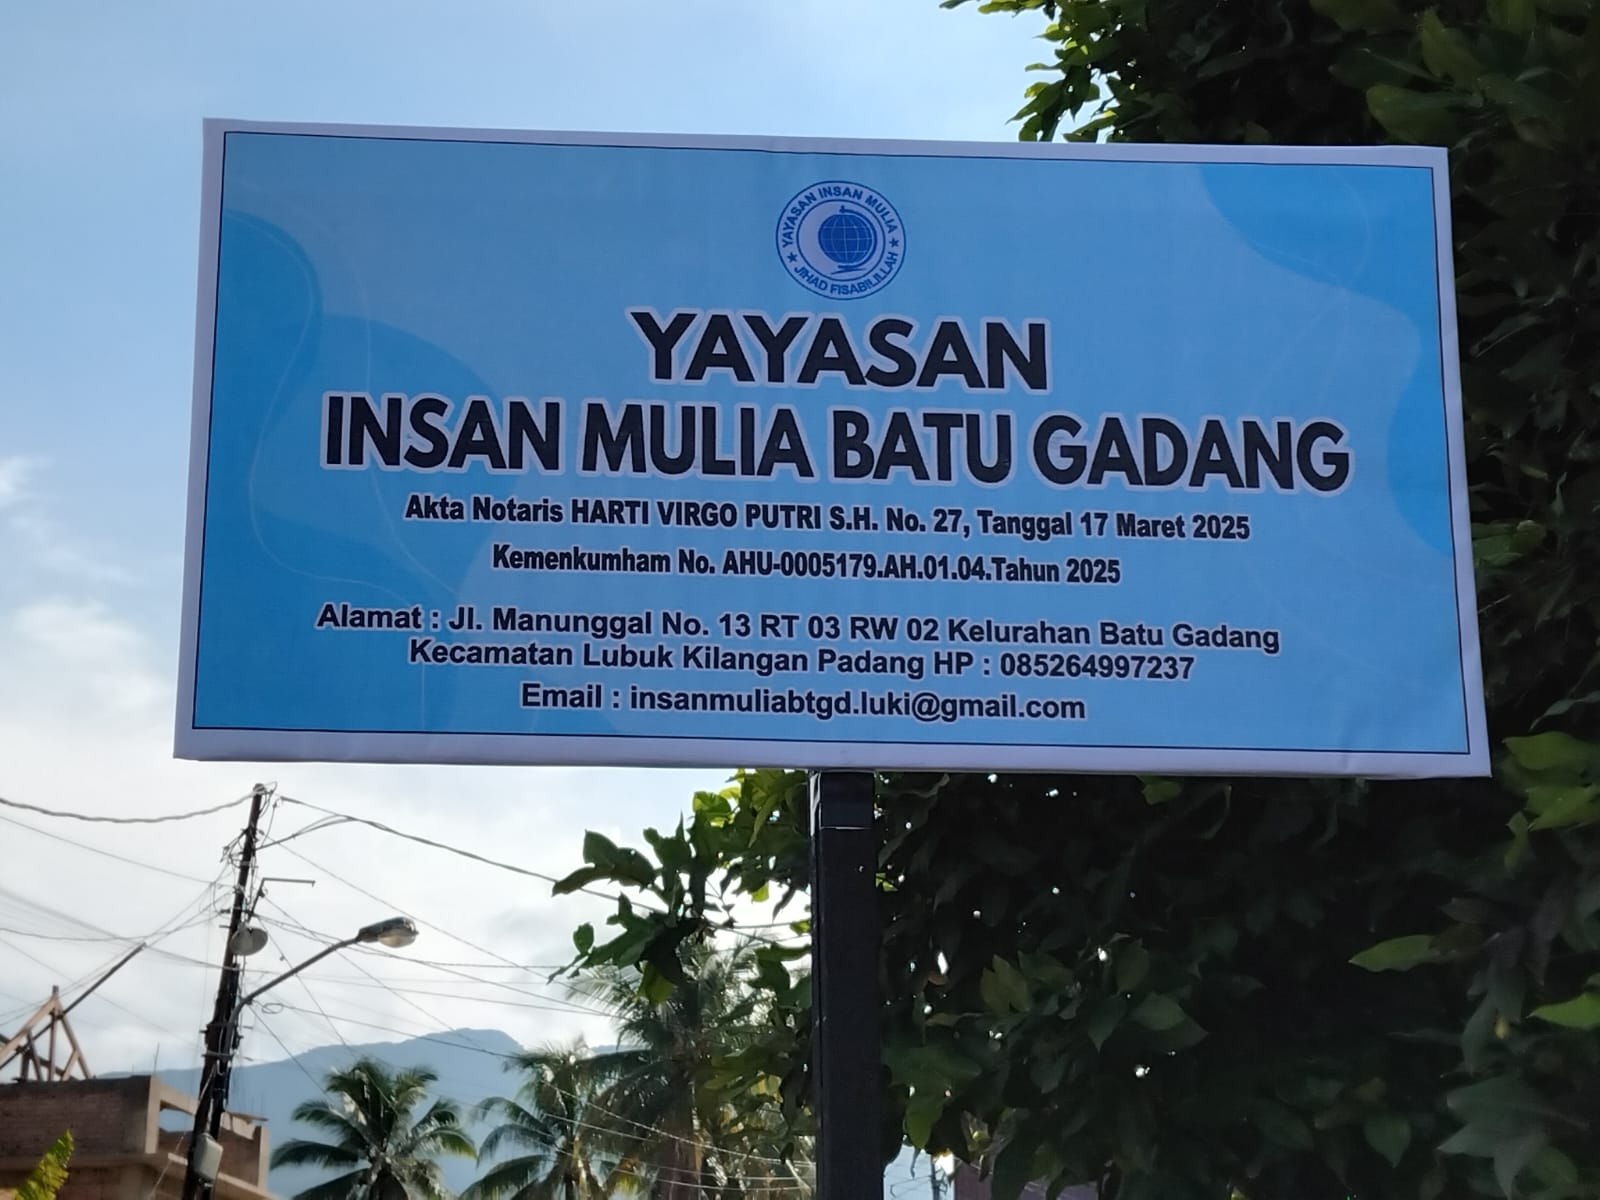 YAYASAN INSAN MULIA
JIHAD FISABILILLAH
YAYASAN
INSAN MULIA BATU GADANG
Akta Notaris HARTI VIRGO PUTRI S.H. No. 27, Tanggal 17 Maret 2025
Kemenkumham No. AHU-0005179.AH.01.04.Tahun 2025
Alamat : Jl. Manunggal No. 13 RT 03 RW 02 Kelurahan Batu Gadang
Kecamatan Lubuk Kilangan Padang HP : 085264997237
Email : insanmuliabtgd.luki@gmail.com